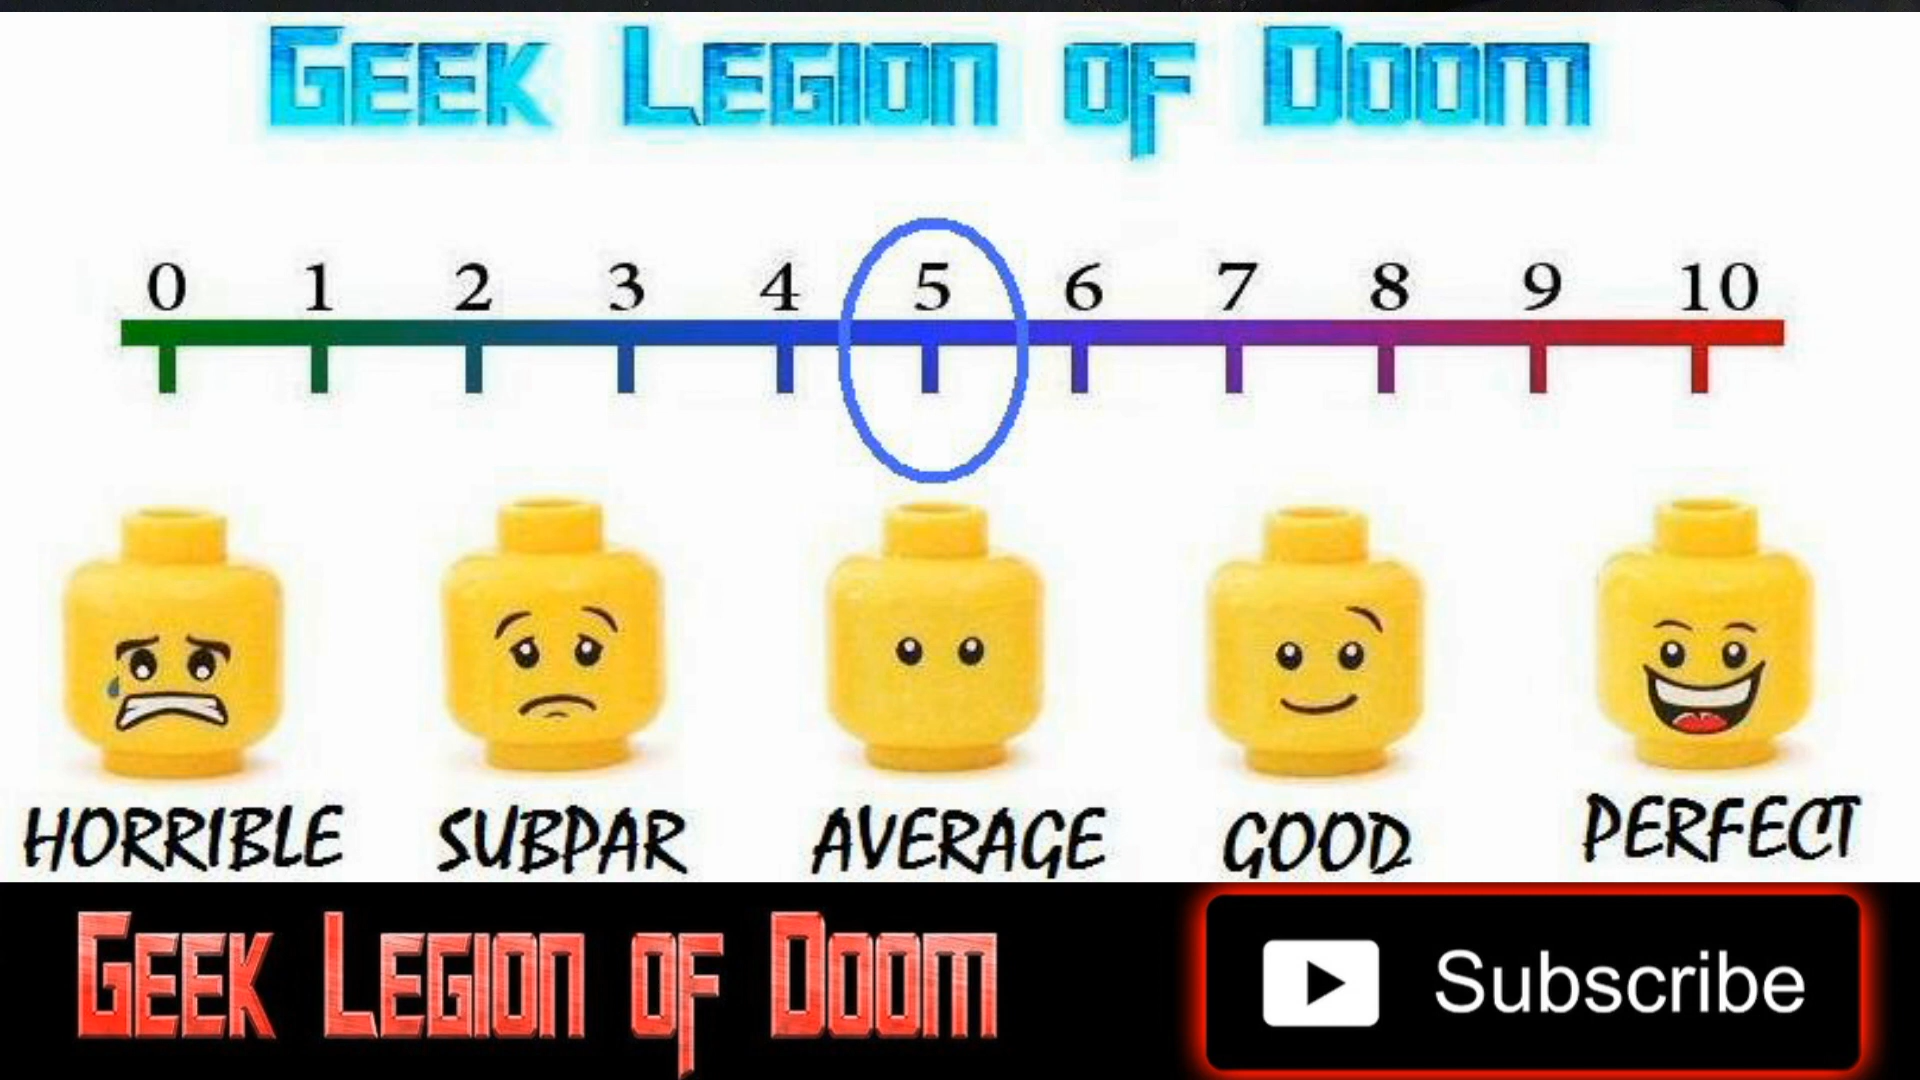 Geek Legion of Doom
0 1 2 3 4 5 6 7 8 9 10
HORRIBLE SUBPAR AVERAGE GOOD PERFECT
Geek Legion of Doom
Subscribe